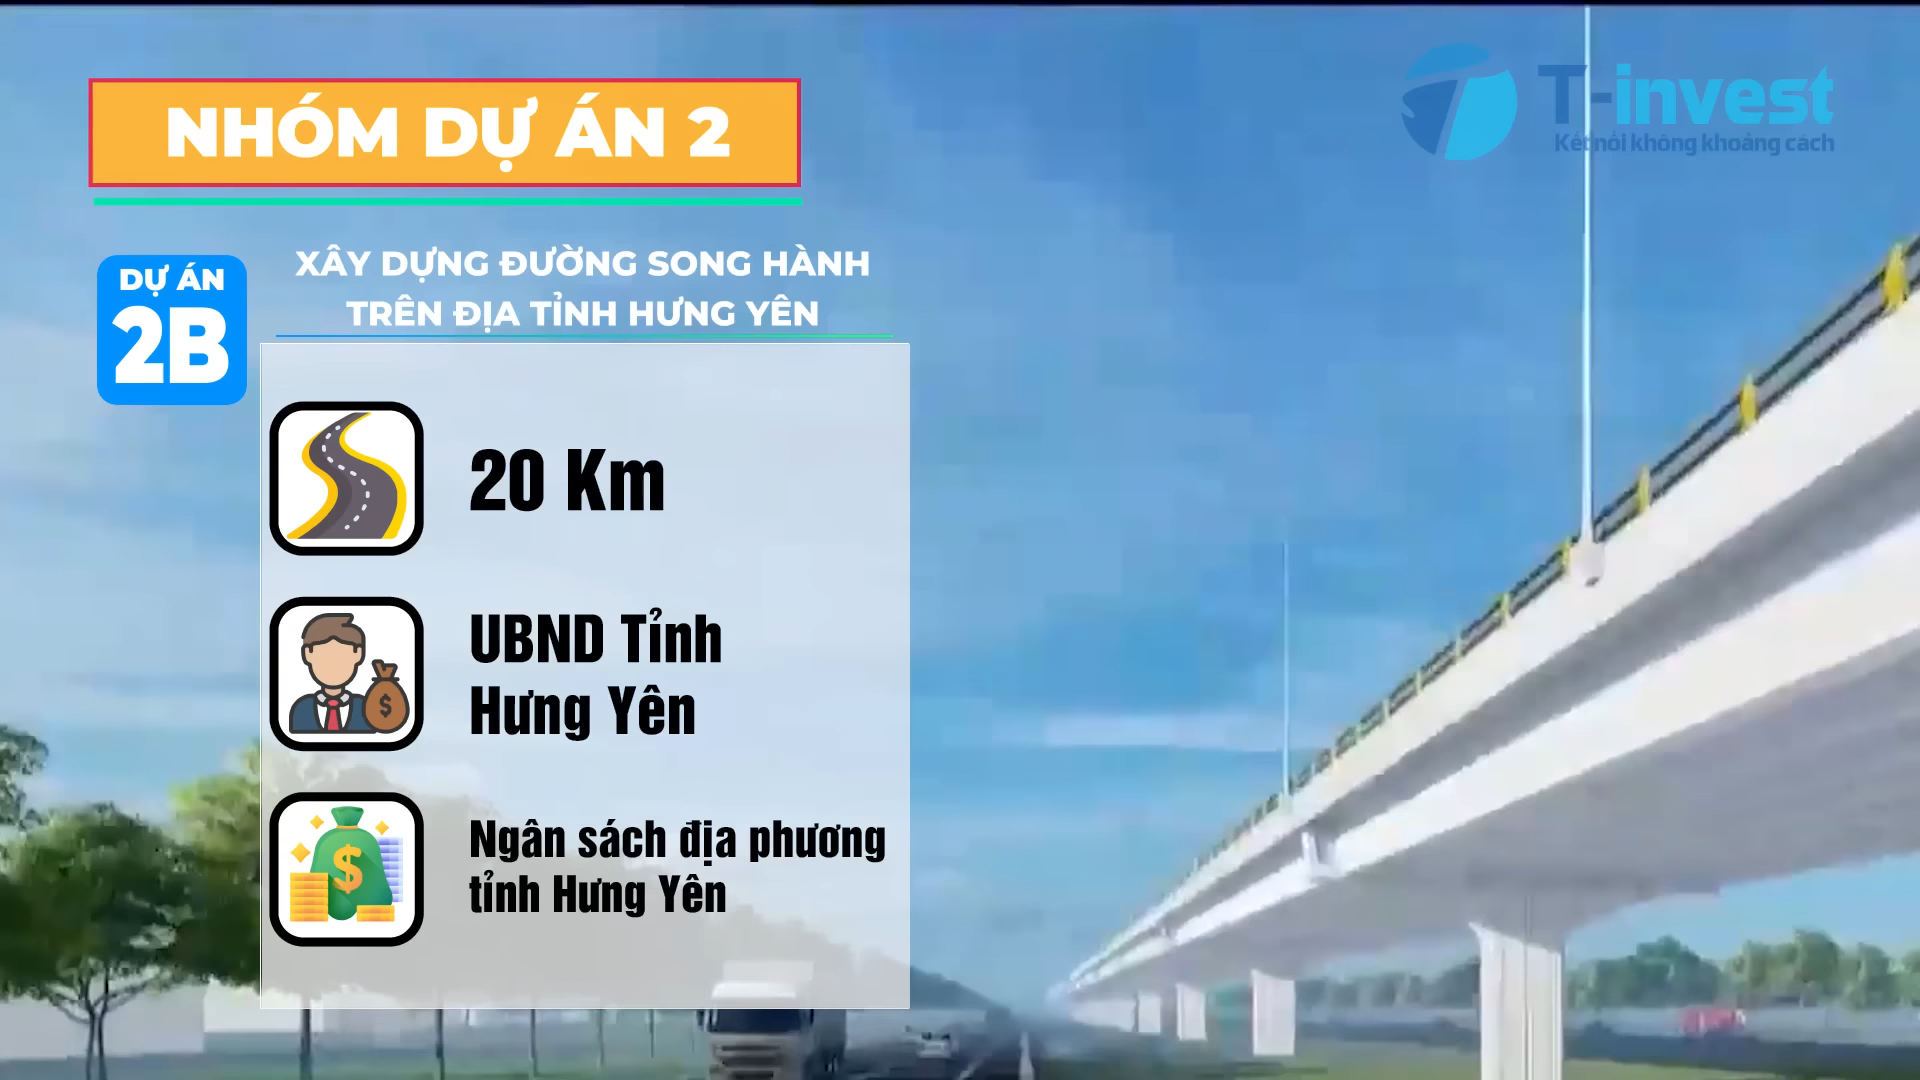 NHÓM DỰ ÁN 2
T-invest
Kết nối không khoảng cách
DỰ ÁN
2B
XÂY DỰNG ĐƯỜNG SONG HÀNH
TRÊN ĐỊA TỈNH HƯNG YÊN
20 Km
UBND Tỉnh
Hưng Yên
Ngân sách địa phương
tỉnh Hưng Yên